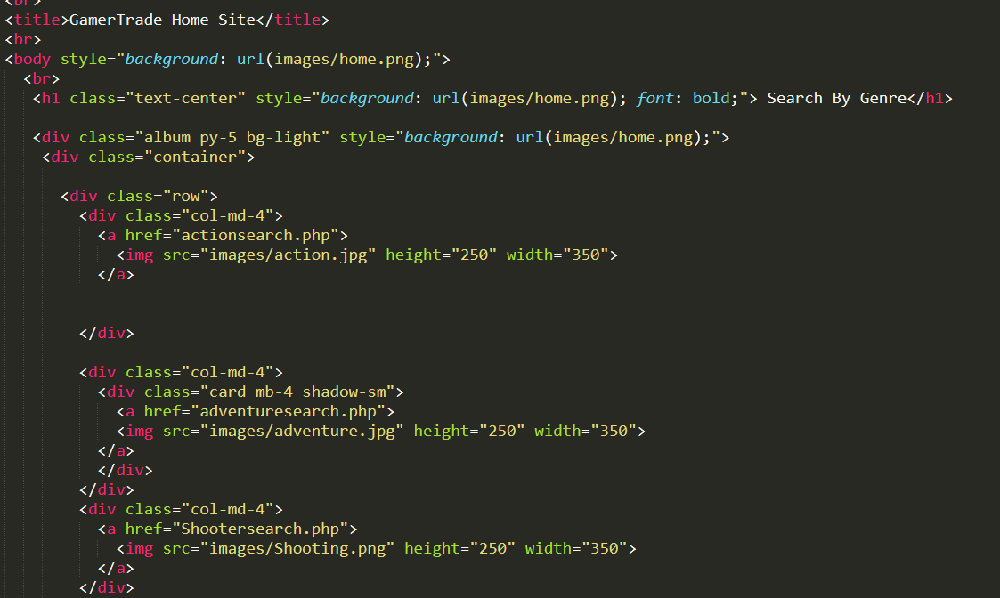 <br>
<title>GamerTrade Home Site</title>
<br>
<body style="background: url(images/home.png);">
<br>
<h1 class="text-center" style="background: url(images/home.png); font: bold;"> Search By Genre</h1>
<div class="album py-5 bg-light" style="background: url(images/home.png);">
<div class="container">
<div class="row">
<div class="col-md-4">
<a href="actionsearch.php">
<img src="images/action.jpg" height="250" width="350">
</a>
</div>
<div class="col-md-4">
<div class="card mb-4 shadow-sm">
<a href="adventuresearch.php">
<img src="images/adventure.jpg" height="250" width="350">
</a>
</div>
</div>
<div class="col-md-4">
<a href="Shootersearch.php">
<img src="images/Shooting.png" height="250" width="350">
</a>
</div>